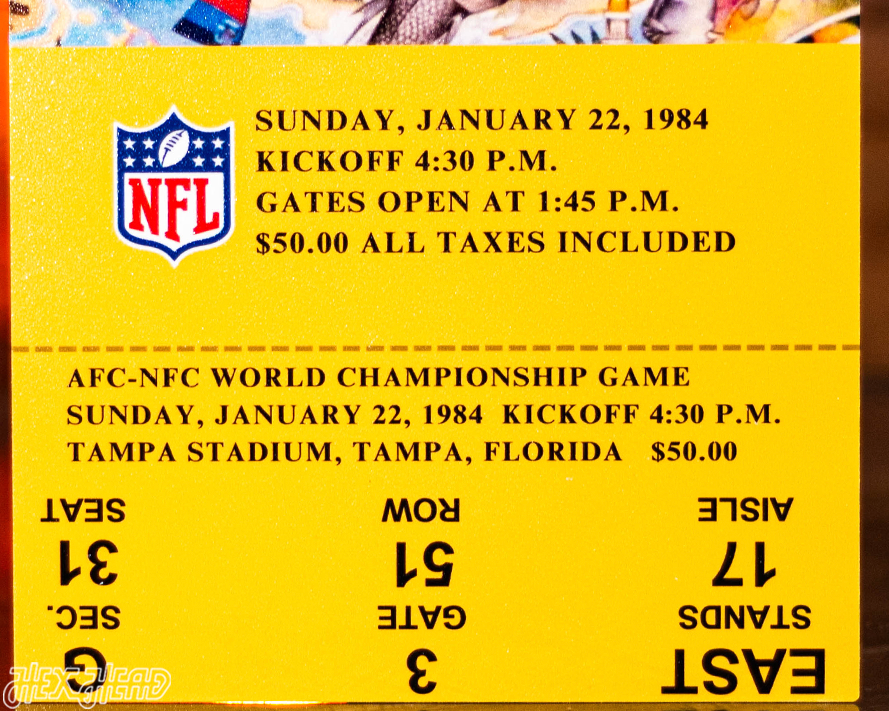 NFL
SUNDAY, JANUARY 22, 1984
KICKOFF 4:30 P.M.
GATES OPEN AT 1:45 P.M.
$50.00 ALL TAXES INCLUDED
AFC-NFC WORLD CHAMPIONSHIP GAME
SUNDAY, JANUARY 22, 1984 KICKOFF 4:30 P.M.
TAMPA STADIUM, TAMPA, FLORIDA $50.00
EAST 3 G
STANDS GATE SEC.
17 51 31
AISLE ROW SEAT
HEX HEAD